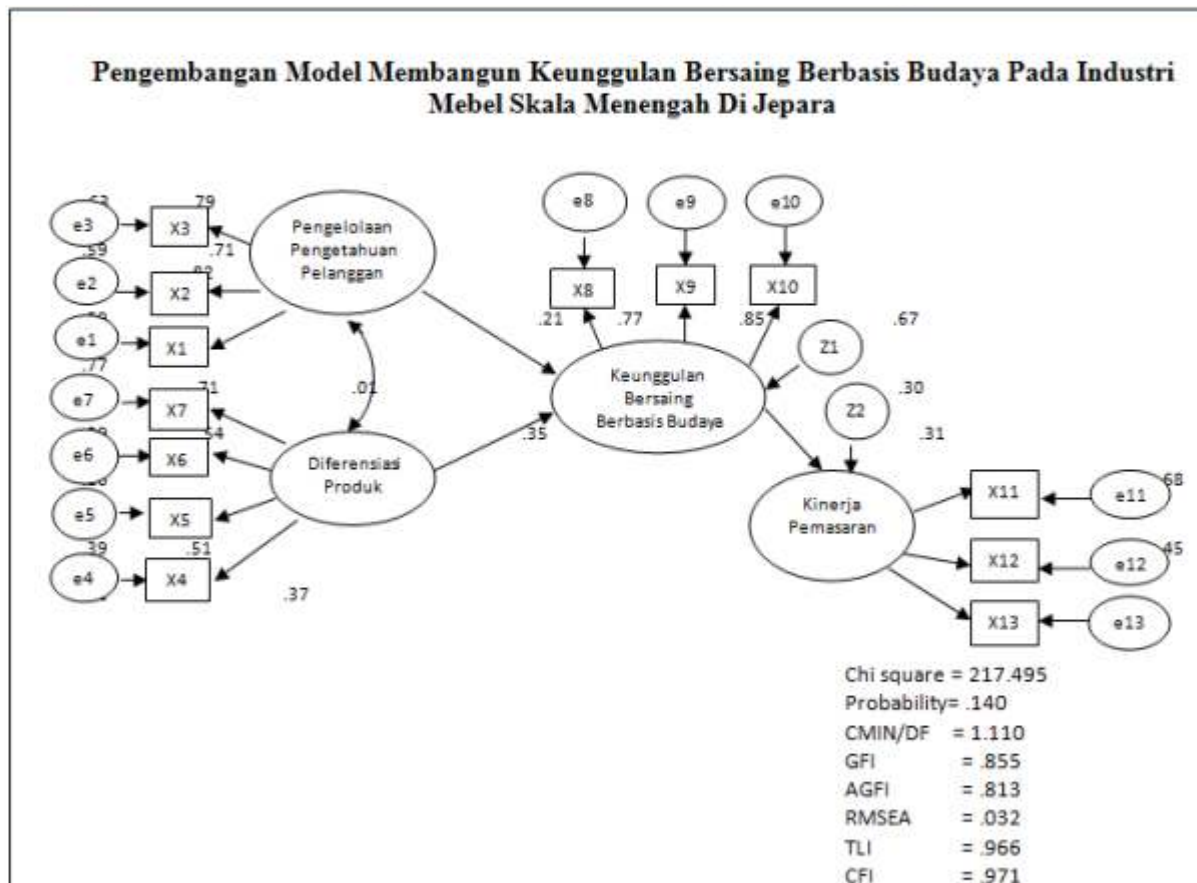 Pengembangan Model Membangun Keunggulan Bersaing Berbasis Budaya Pada Industri
Mebel Skala Menengah Di Jepara
.79
e3
X3
.59
.71
e2
X2
e1
X1
.77
Pengelolaan
Pengetahuan
Pelanggan
.01
e7
X7
.71
e6
X6
.54
e5
X5
.39
.51
e4
X4
.37
Diferensiasi
Produk
.35
e8
e9
e10
X8
X9
X10
.21
.77
.85
.67
Keunggulan
Bersaing
Berbasis Budaya
Z1
.30
Z2
.31
Kinerja
Pemasaran
X11
e11
.68
X12
e12
.45
X13
e13
Chi square = 217.495
Probability= .140
CMIN/DF = 1.110
GFI = .855
AGFI = .813
RMSEA = .032
TLI = .966
CFI = .971